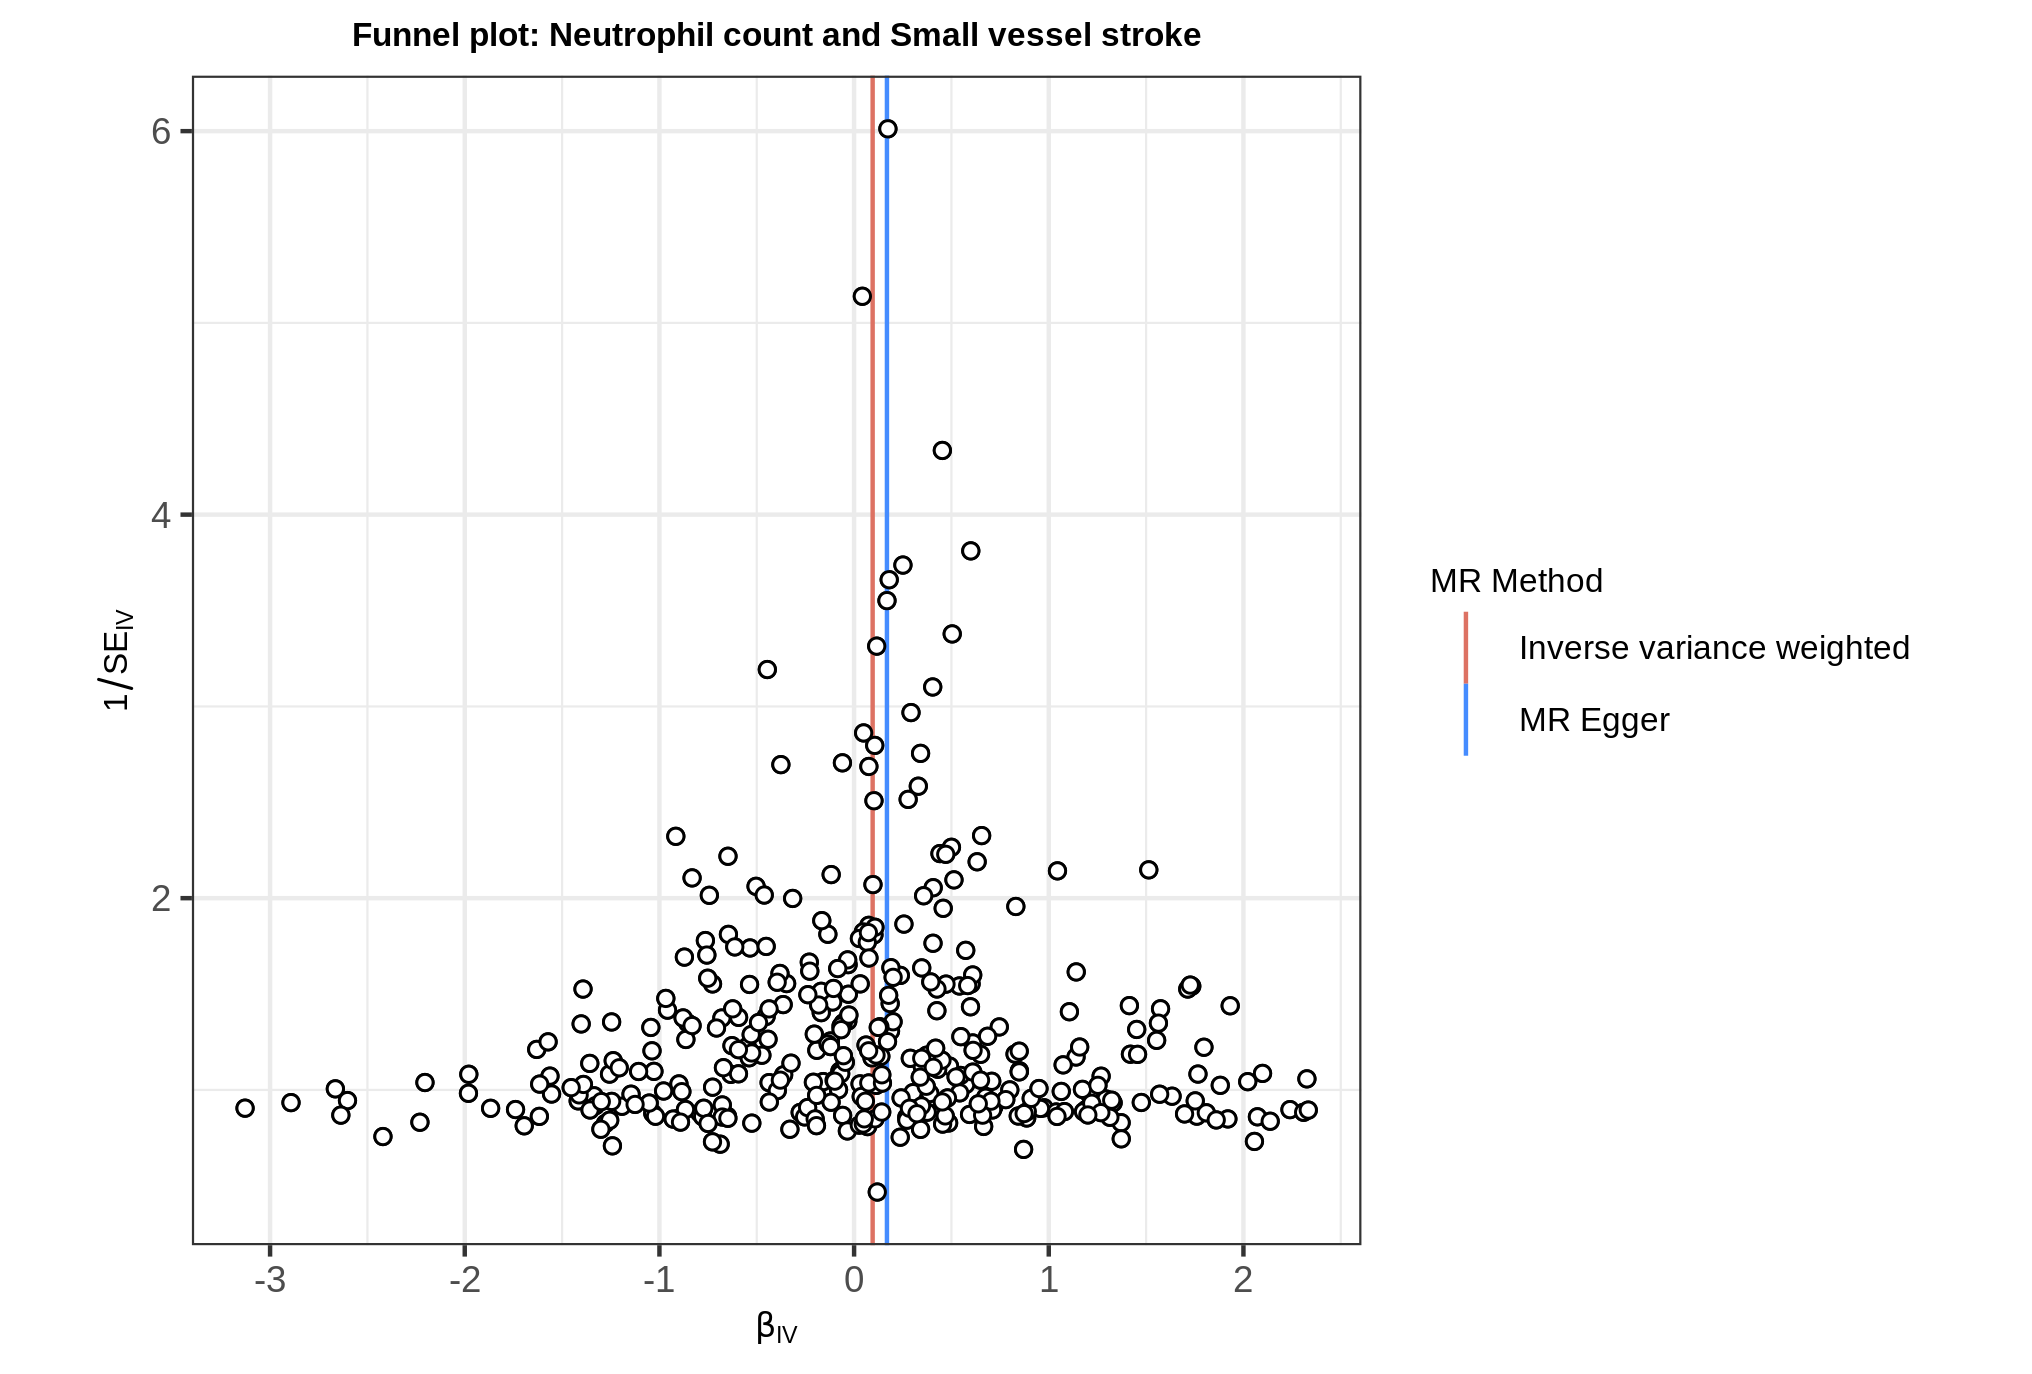 Funnel plot: Neutrophil count and Small vessel stroke
6
4
2
1/SE_IV
-3 -2 -1 0 1 2
β_IV
MR Method
Inverse variance weighted
MR Egger